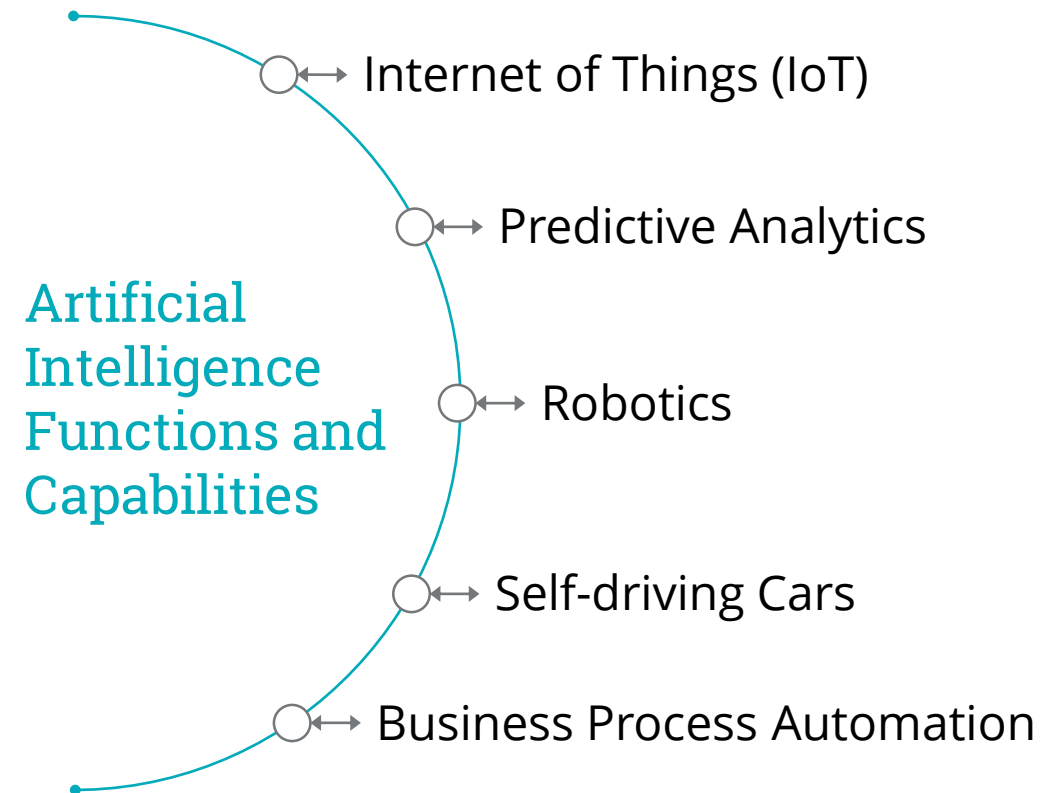 Internet of Things (IoT)
Predictive Analytics
Artificial
Intelligence
Functions and
Capabilities
Robotics
Self-driving Cars
Business Process Automation